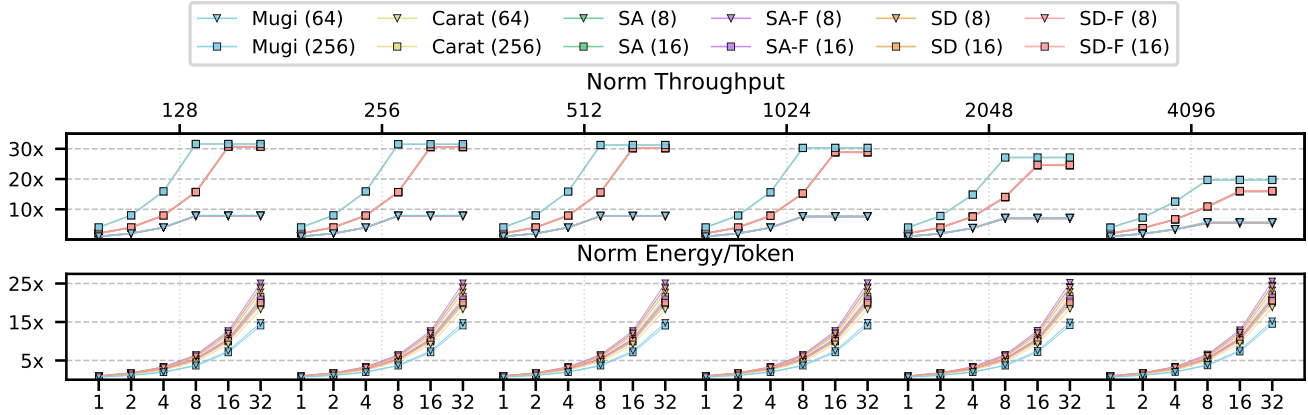 Mugi (64) Carat (64) SA (8) SA-F (8) SD (8) SD-F (8)
Mugi (256) Carat (256) SA (16) SA-F (16) SD (16) SD-F (16)
Norm Throughput
128 256 512 1024 2048 4096
30x
20x
10x
Norm Energy/Token
25x
15x
5x
1 2 4 8 16 32 1 2 4 8 16 32 1 2 4 8 16 32 1 2 4 8 16 32 1 2 4 8 16 32 1 2 4 8 16 32